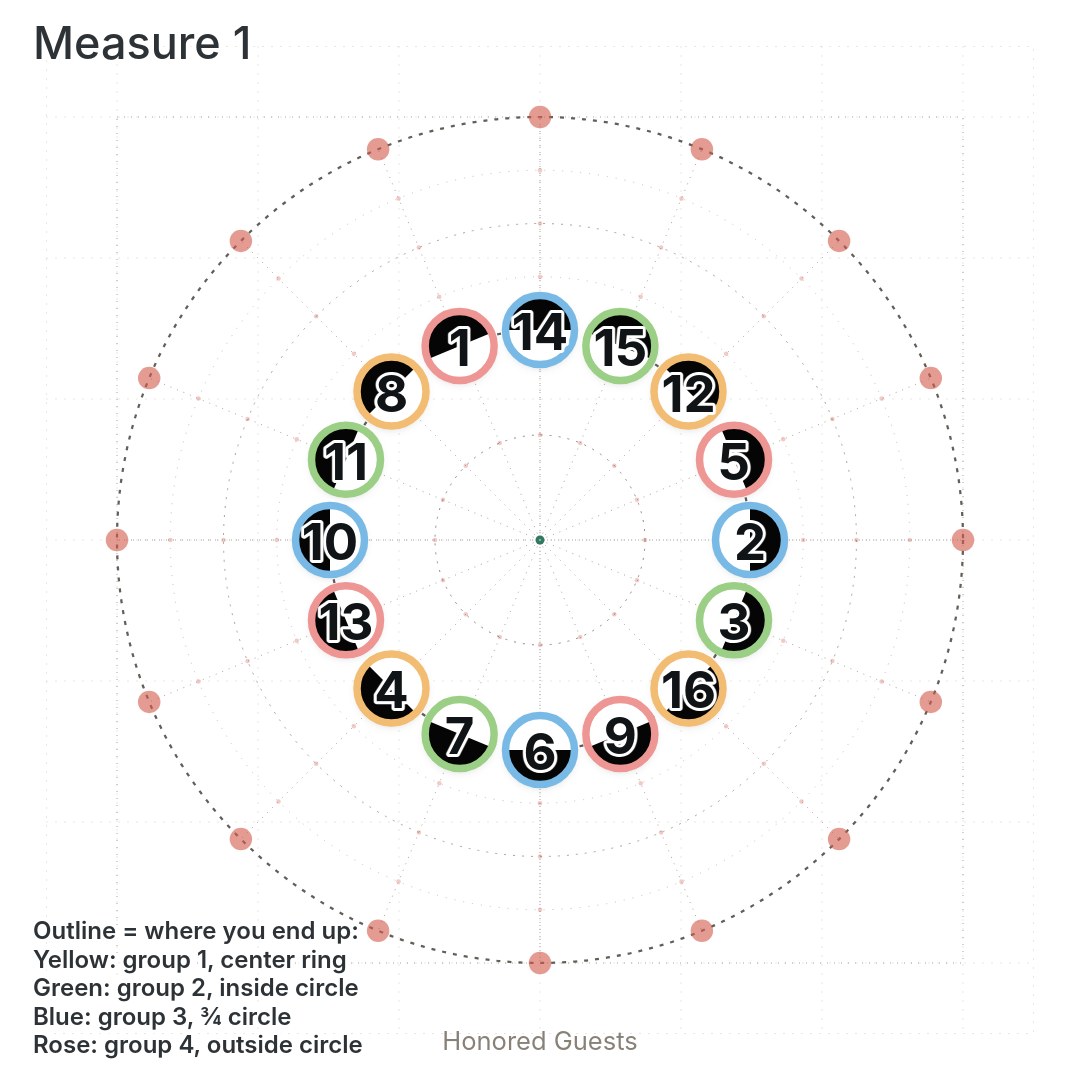 Measure 1
14
1
15
8
12
11
5
10
2
13
3
4
16
7
9
6
Outline = where you end up:
Yellow: group 1, center ring
Green: group 2, inside circle
Blue: group 3, ¾ circle
Rose: group 4, outside circle
Honored Guests